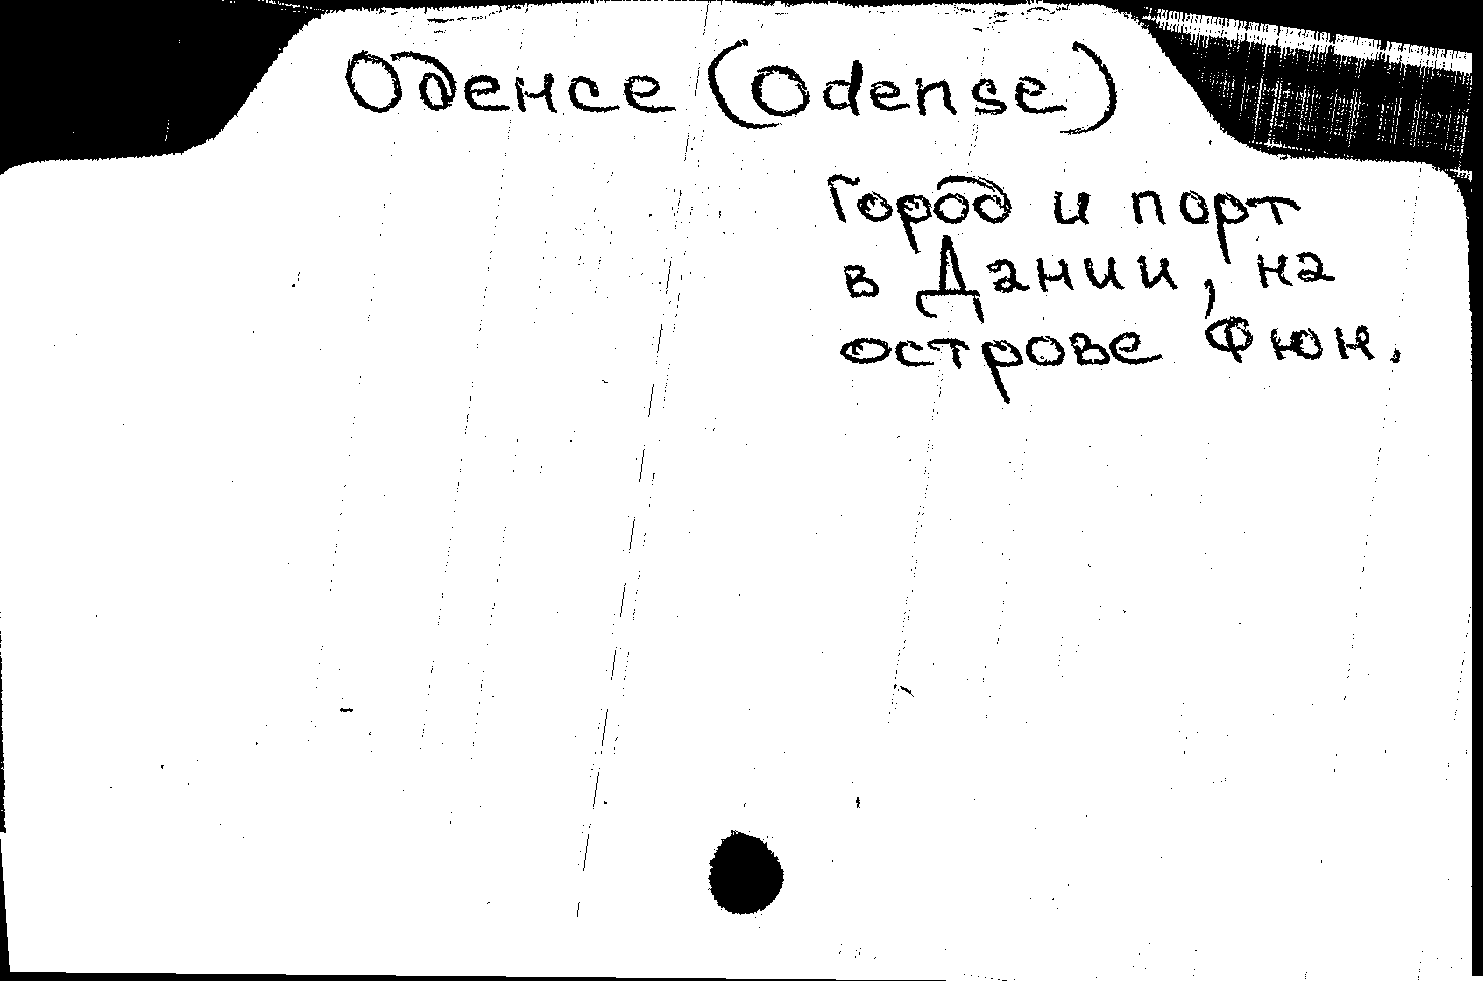 Оденсе (Odense)
Город и порт
в Дании, на
острове Фюн.